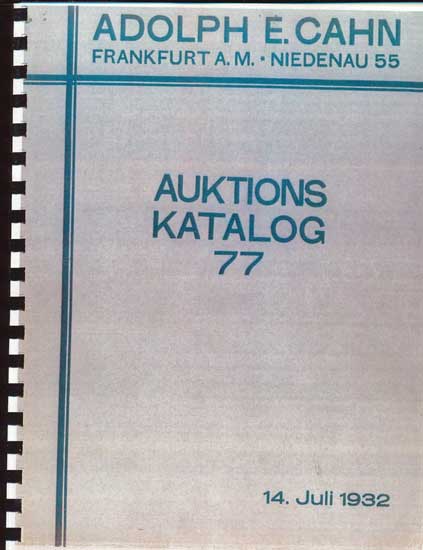 ADOLPH E. CAHN
FRANKFURT A. M. • NIEDENAU 55
AUKTIONS
KATALOG
77
14. Juli 1932